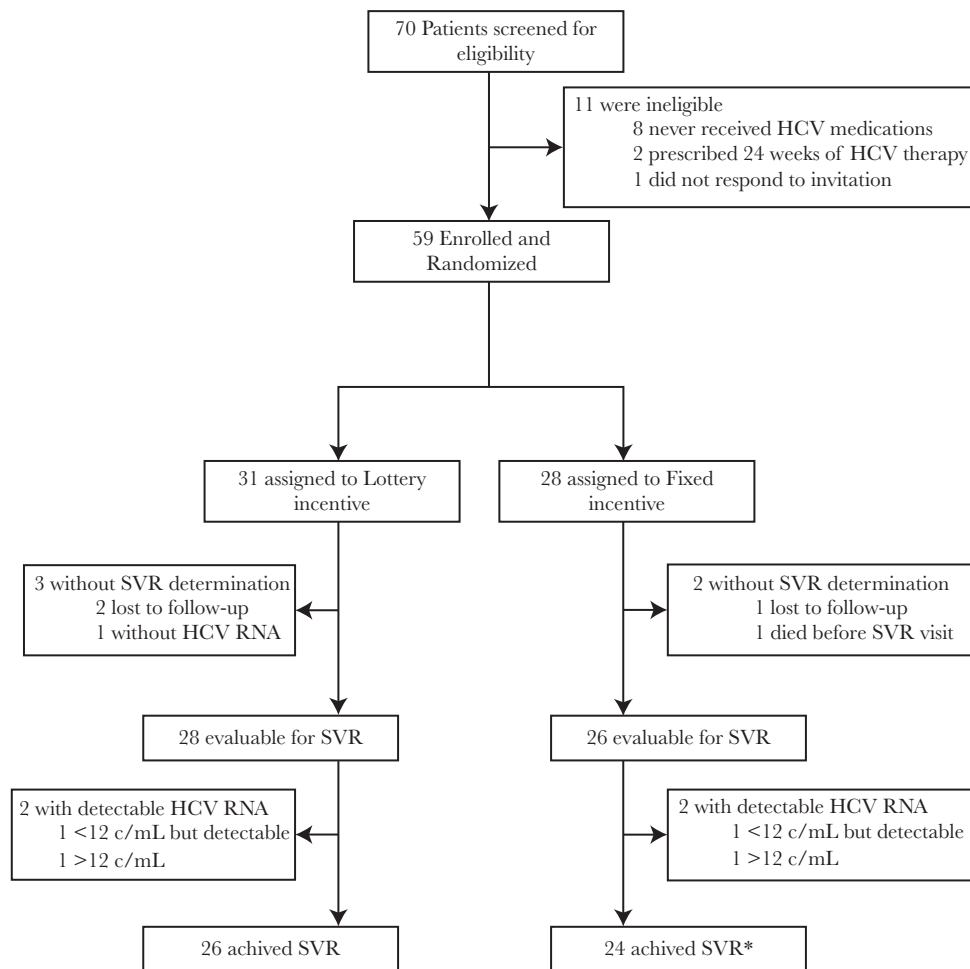 70 Patients screened for
eligibility
11 were ineligible
8 never received HCV medications
2 prescribed 24 weeks of HCV therapy
1 did not respond to invitation
59 Enrolled and
Randomized
31 assigned to Lottery
incentive
28 assigned to Fixed
incentive
3 without SVR determination
2 lost to follow-up
1 without HCV RNA
2 without SVR determination
1 lost to follow-up
1 died before SVR visit
28 evaluable for SVR
26 evaluable for SVR
2 with detectable HCV RNA
1 <12 c/mL but detectable
1 >12 c/mL
2 with detectable HCV RNA
1 <12 c/mL but detectable
1 >12 c/mL
26 achived SVR
24 achived SVR*